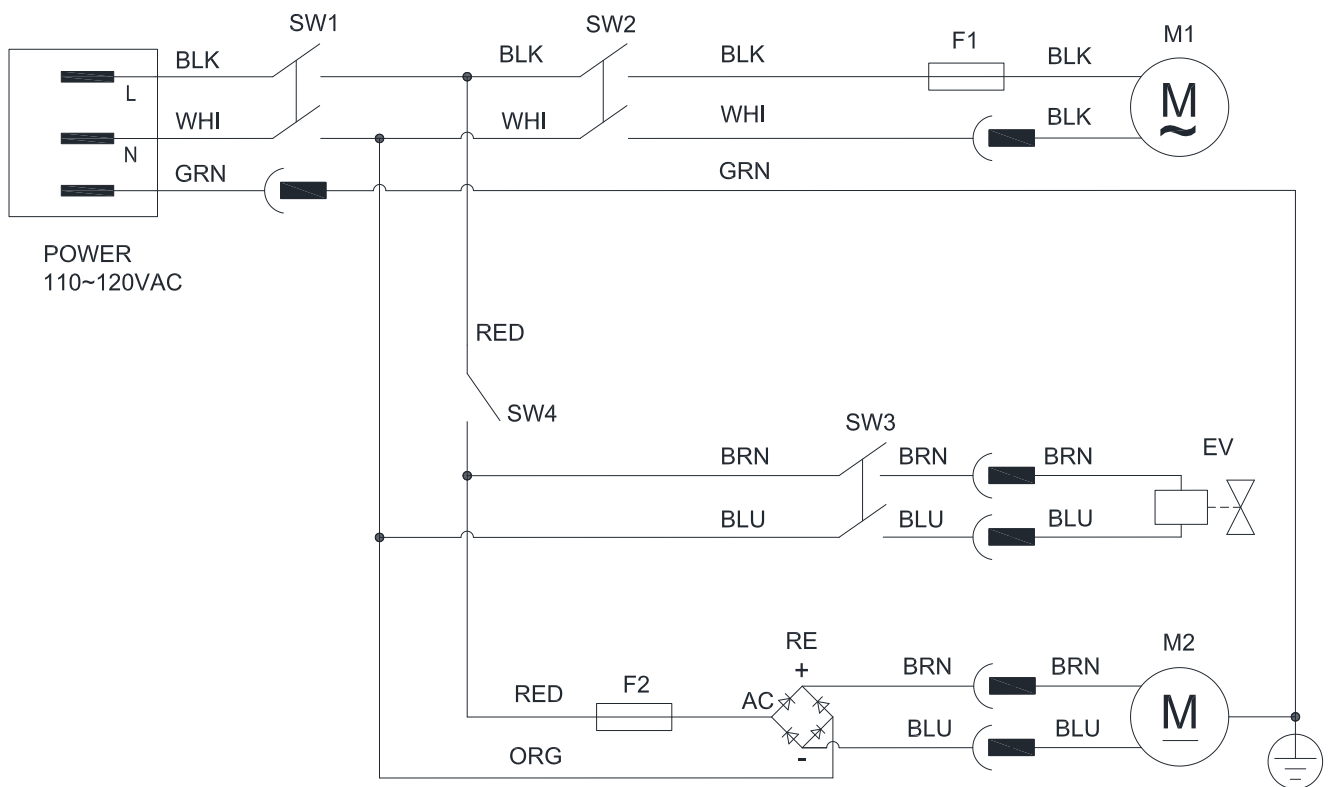 SW1
SW2
F1
M1
BLK
BLK
BLK
BLK
L
M
~
WHI
WHI
WHI
BLK
N
GRN
GRN
POWER
110~120VAC
RED
SW4
SW3
BRN
BRN
BRN
EV
BLU
BLU
BLU
RE
M2
+
BRN
BRN
RED
F2
AC
M
BLU
BLU
ORG
-